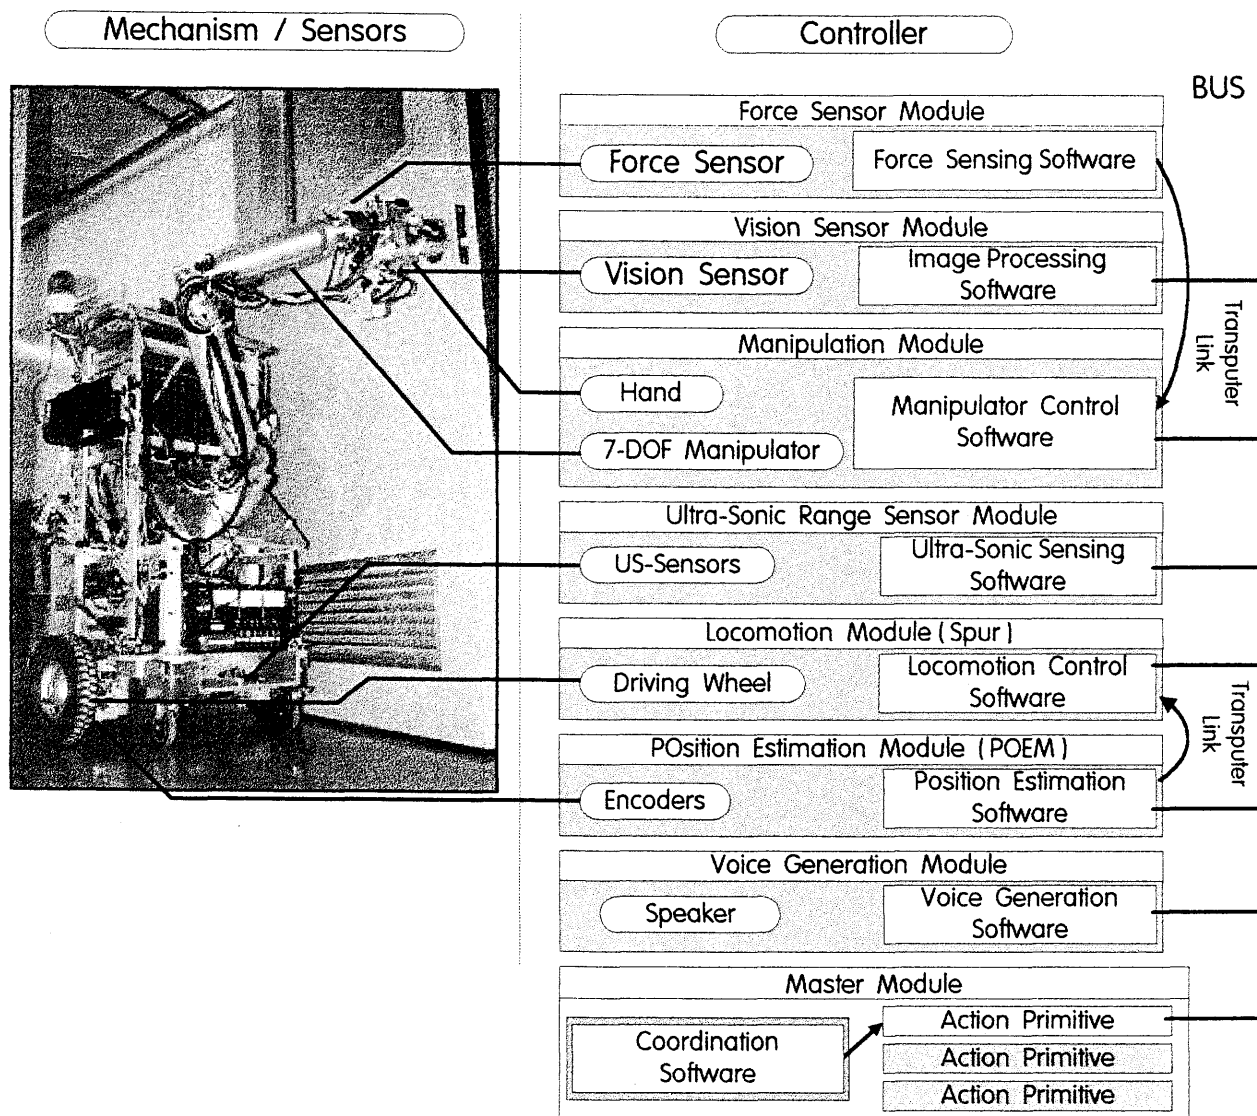 Mechanism / Sensors
Controller
BUS
Force Sensor Module
Force Sensor
Force Sensing Software
Vision Sensor Module
Vision Sensor
Image Processing
Software
Transputer
Link
Manipulation Module
Hand
7-DOF Manipulator
Manipulator Control
Software
Ultra-Sonic Range Sensor Module
US-Sensors
Ultra-Sonic Sensing
Software
Locomotion Module (Spur)
Driving Wheel
Locomotion Control
Software
Transputer
Link
POsition Estimation Module (POEM)
Encoders
Position Estimation
Software
Voice Generation Module
Speaker
Voice Generation
Software
Master Module
Coordination
Software
Action Primitive
Action Primitive
Action Primitive